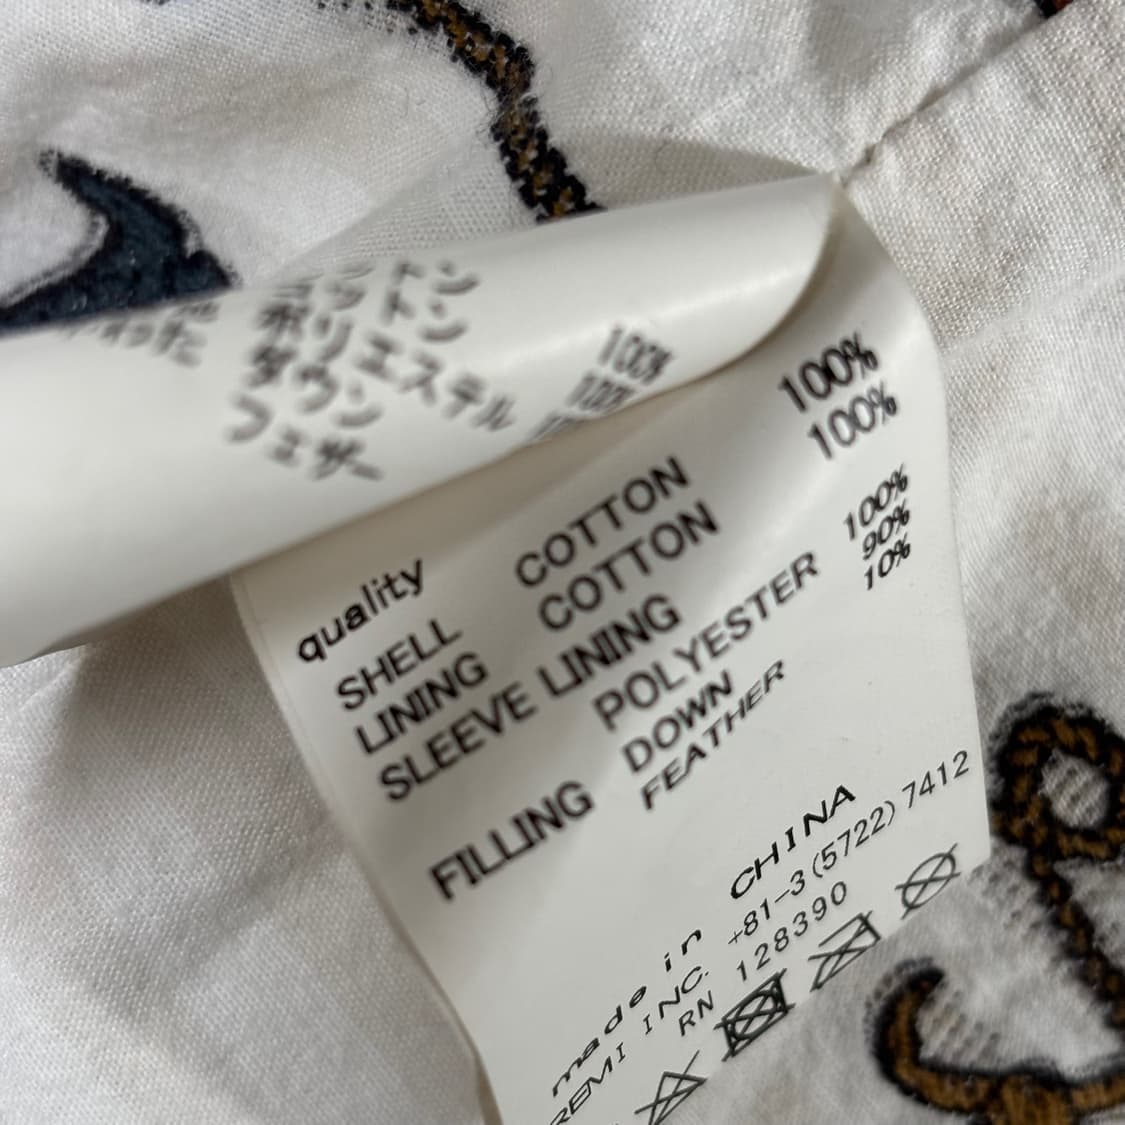 コットン 100%
コットン 100%
ポリエステル
ダウン
フェザー
quality
SHELL COTTON 100%
LINING COTTON 100%
SLEEVE LINING
POLYESTER 100%
FILLING DOWN 90%
FEATHER 10%
made in CHINA
REMI INC. +81-3(5722)7412
RN 128390